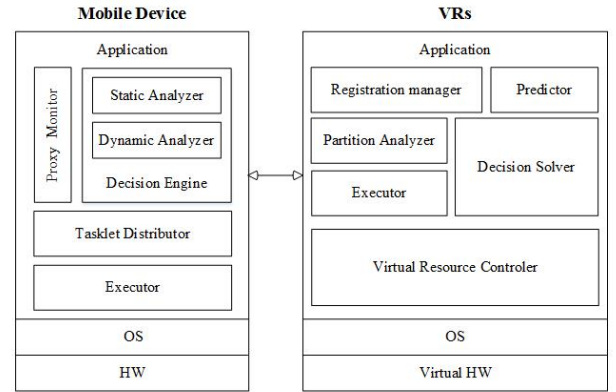 Mobile Device
Application
Proxy Monitor
Static Analyzer
Dynamic Analyzer
Decision Engine
Tasklet Distributor
Executor
OS
HW
VRs
Application
Registration manager
Predictor
Partition Analyzer
Decision Solver
Executor
Virtual Resource Controler
OS
Virtual HW